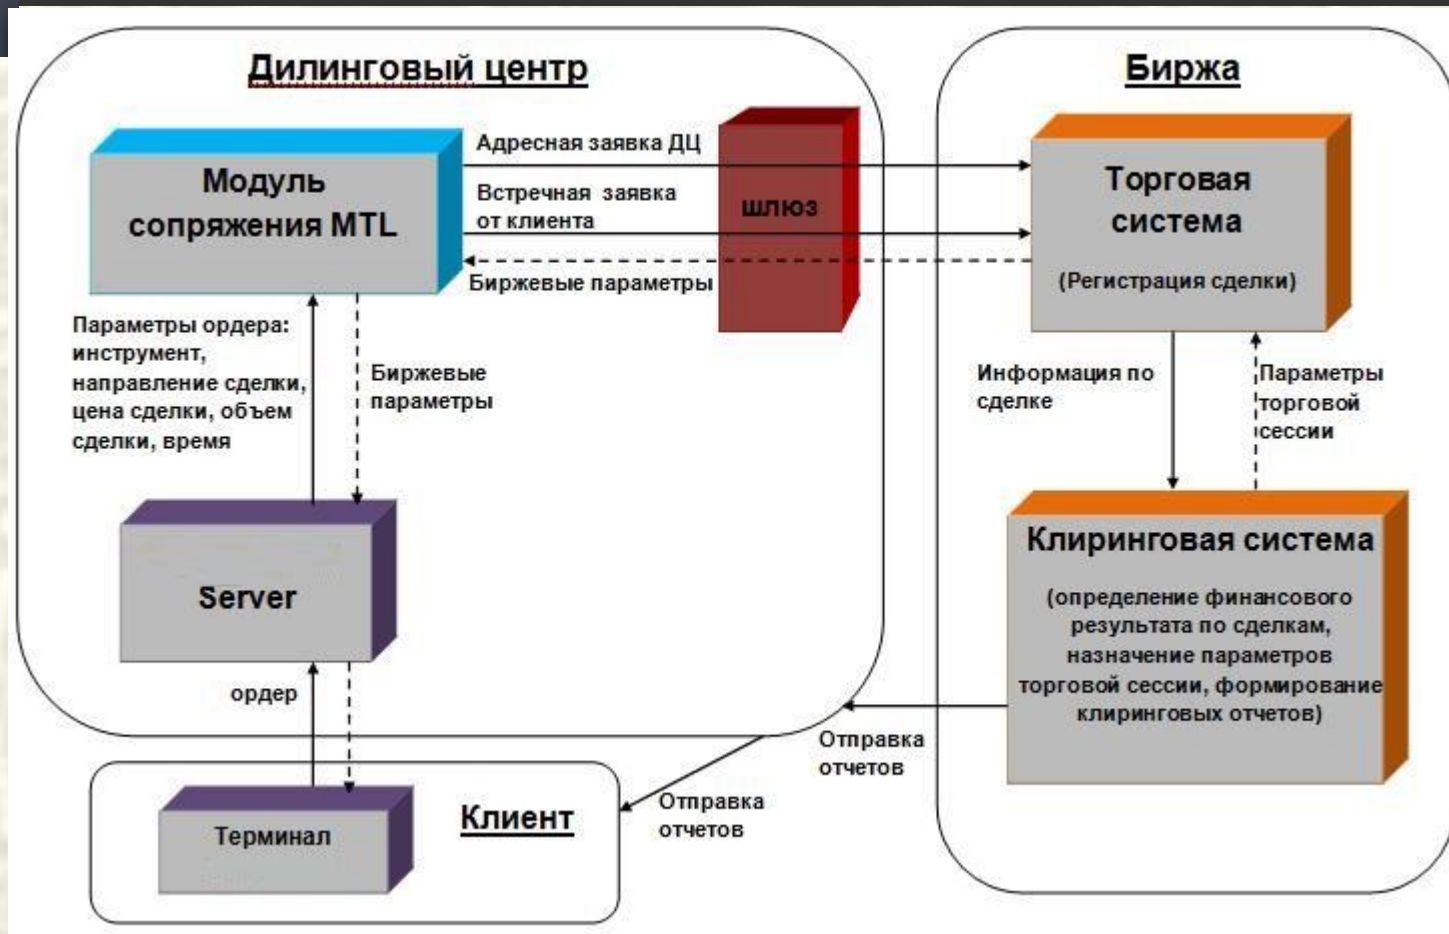 Дилинговый центр
Биржа
Модуль
сопряжения MTL
Адресная заявка ДЦ
Встречная заявка
от клиента
Биржевые параметры
шлюз
Торговая
система
(Регистрация сделки)
Параметры ордера:
инструмент,
направление сделки,
цена сделки, объем
сделки, время
Биржевые
параметры
Информация по
сделке
Параметры
торговой
сессии
Server
Клиринговая система
(определение финансового
результата по сделкам,
назначение параметров
торговой сессии, формирование
клиринговых отчетов)
ордер
Отправка
отчетов
Отправка
отчетов
Клиент
Терминал